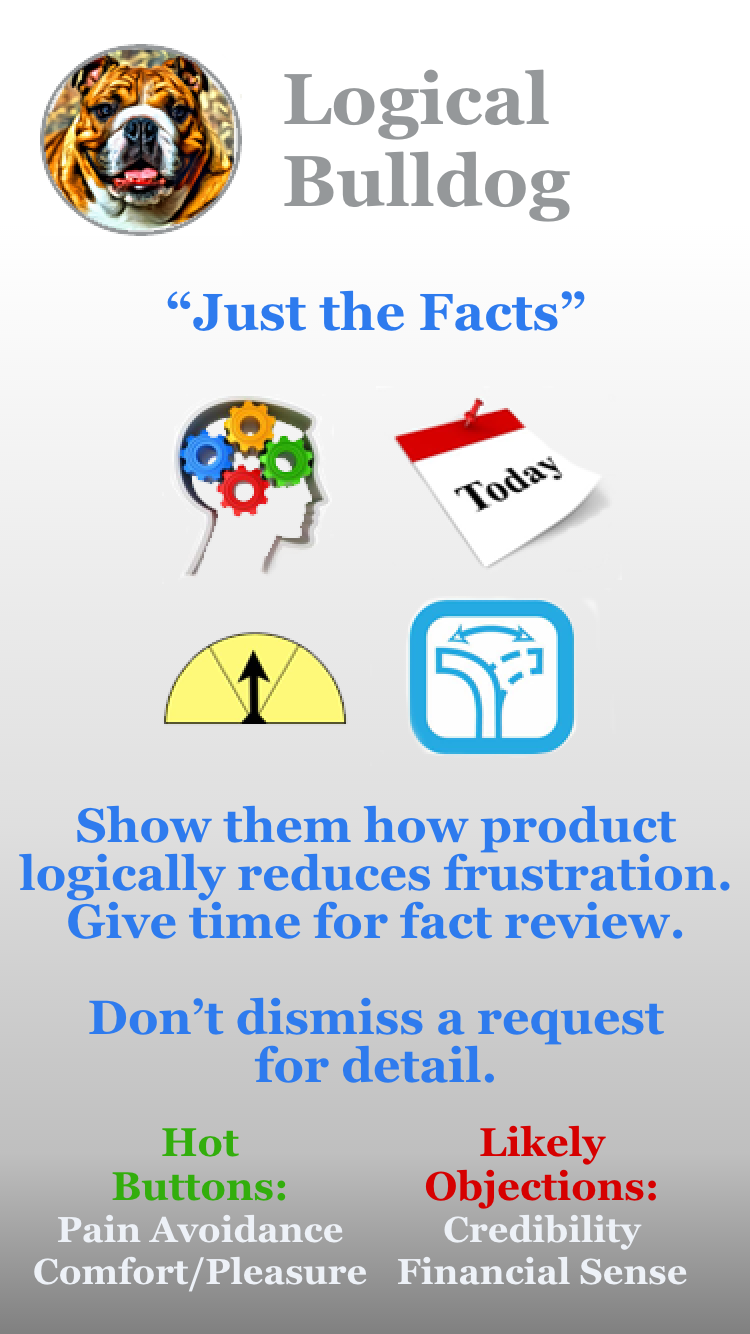 Logical
Bulldog
“Just the Facts”
Today
Show them how product
logically reduces frustration.
Give time for fact review.
Don’t dismiss a request
for detail.
Hot
Buttons:
Pain Avoidance
Comfort/Pleasure
Likely
Objections:
Credibility
Financial Sense